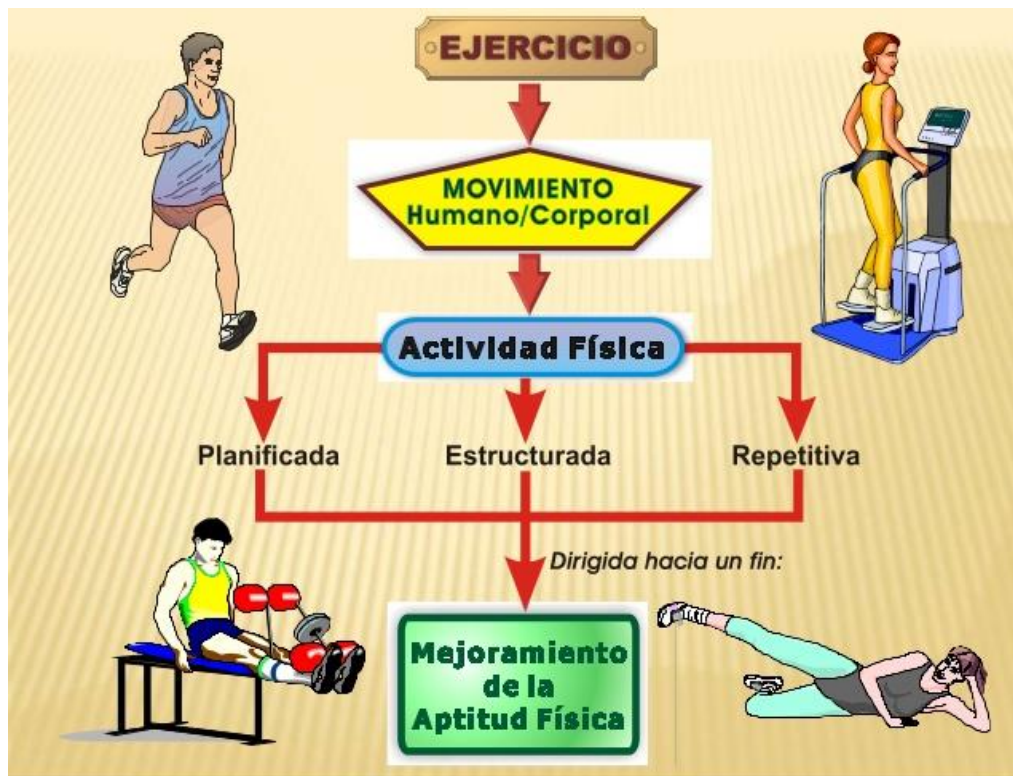 EJERCICIO
MOVIMIENTO
Humano/Corporal
Actividad Física
Planificada
Estructurada
Repetitiva
Dirigida hacia un fin:
Mejoramiento
de la
Aptitud Física